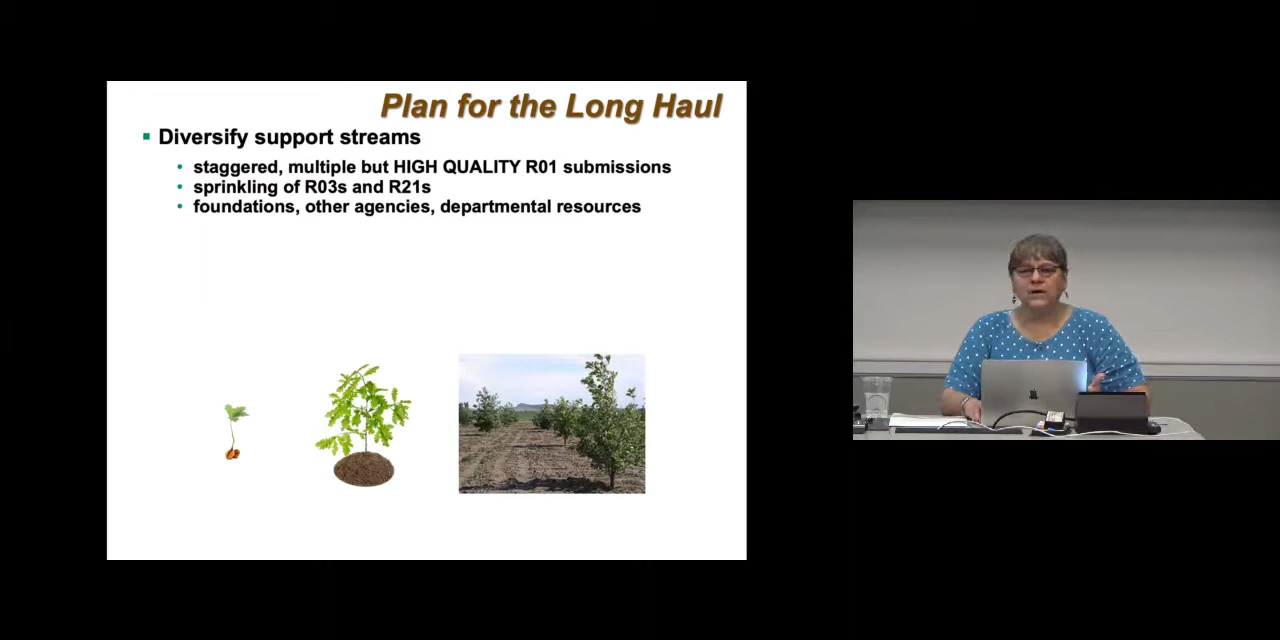 Plan for the Long Haul
Diversify support streams
staggered, multiple but HIGH QUALITY R01 submissions
sprinkling of R03s and R21s
foundations, other agencies, departmental resources